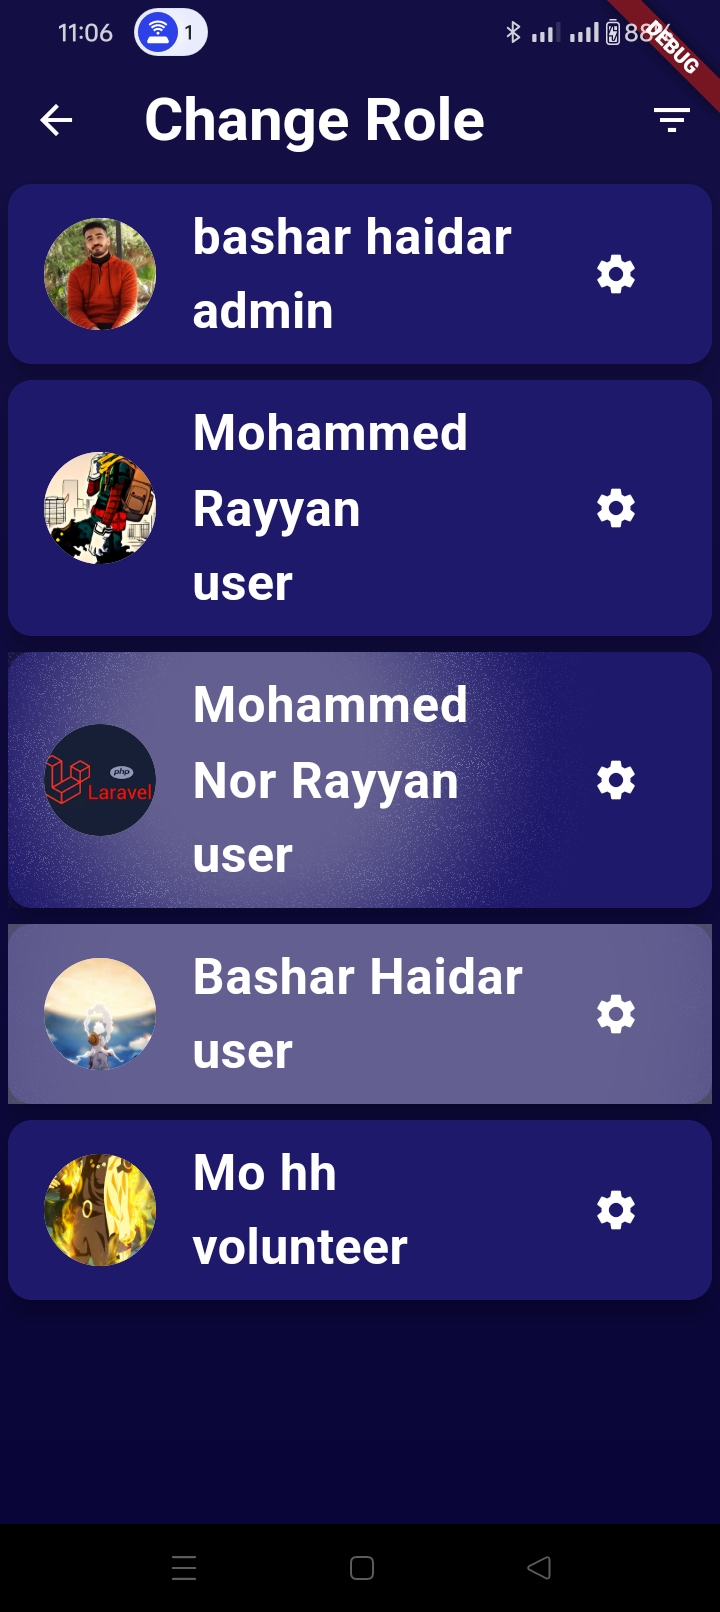 11:06
1
88%
DEBUG
Change Role
bashar haidar
admin
Mohammed
Rayyan
user
Mohammed
Nor Rayyan
user
php
Laravel
Bashar Haidar
user
Mo hh
volunteer